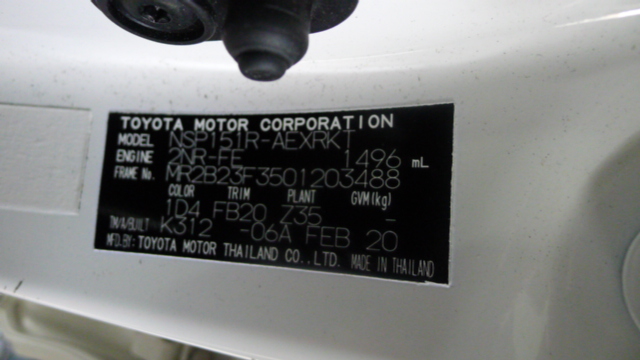 TOYOTA MOTOR CORPORATION
MODEL NSP151R-AEXRKT
ENGINE 2NR-FE 1496 mL
FRAME No. MR2B23F3501203488
COLOR TRIM PLANT GVM(kg)
1D4 FB20 Z35 -
T/A/BUILT K312 -06A FEB 20
MFD.BY: TOYOTA MOTOR THAILAND CO.,LTD. MADE IN THAILAND